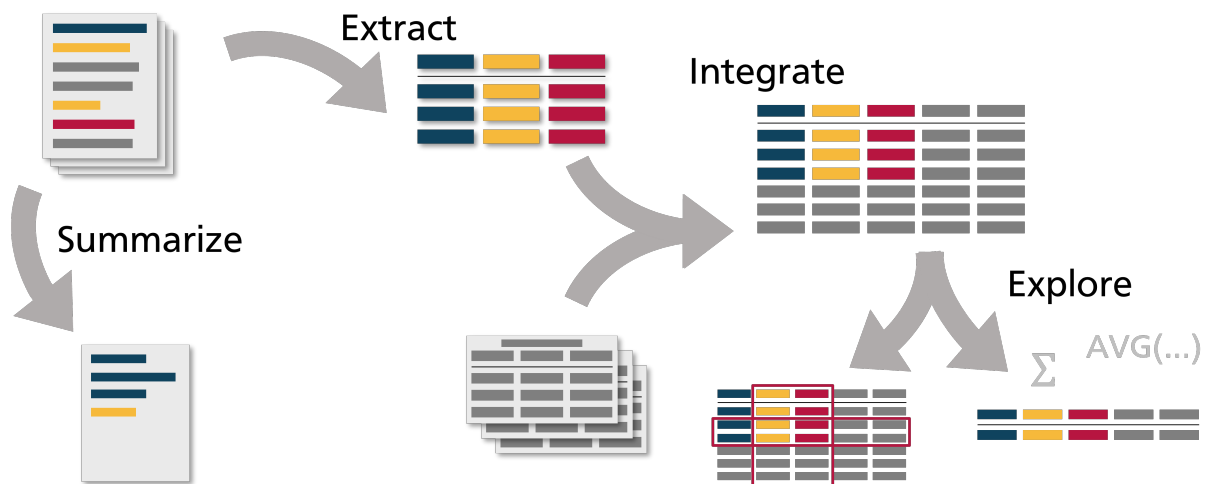 Extract
Integrate
Summarize
Explore
Σ
AVG(...)